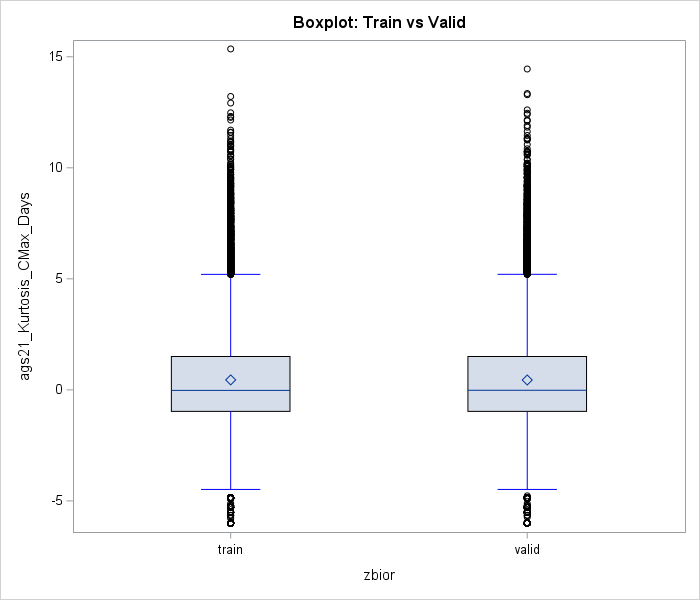 Boxplot: Train vs Valid
ags21_Kurtosis_CMax_Days
15
10
5
0
-5
train
valid
zbior